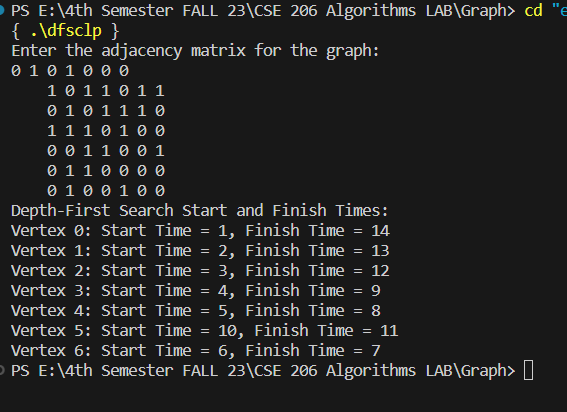 PS E:\4th Semester FALL 23\CSE 206 Algorithms LAB\Graph> cd "e
{ .\dfsclp }
Enter the adjacency matrix for the graph:
0 1 0 1 0 0 0
1 0 1 1 0 1 1
0 1 0 1 1 1 0
1 1 1 0 1 0 0
0 0 1 1 0 0 1
0 1 1 0 0 0 0
0 1 0 0 1 0 0
Depth-First Search Start and Finish Times:
Vertex 0: Start Time = 1, Finish Time = 14
Vertex 1: Start Time = 2, Finish Time = 13
Vertex 2: Start Time = 3, Finish Time = 12
Vertex 3: Start Time = 4, Finish Time = 9
Vertex 4: Start Time = 5, Finish Time = 8
Vertex 5: Start Time = 10, Finish Time = 11
Vertex 6: Start Time = 6, Finish Time = 7
PS E:\4th Semester FALL 23\CSE 206 Algorithms LAB\Graph>